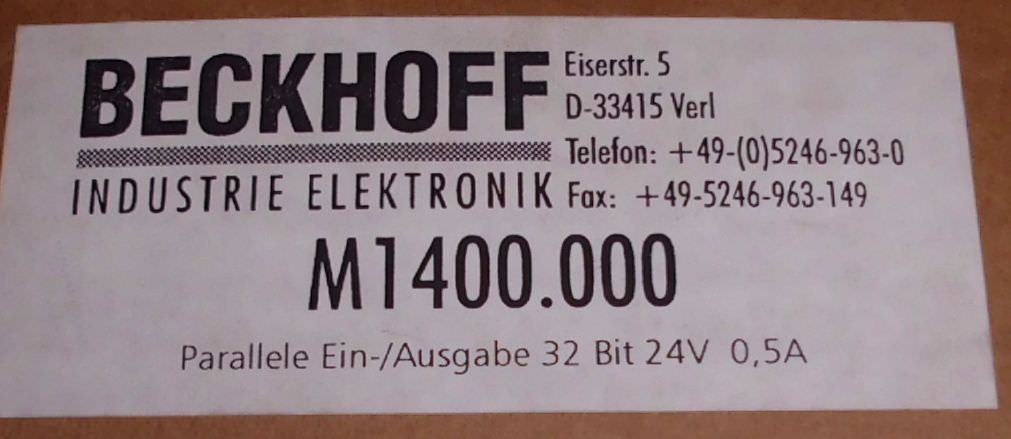 BECKHOFF
INDUSTRIE ELEKTRONIK
Eiserstr. 5
D-33415 Verl
Telefon: +49-(0)5246-963-0
Fax: +49-5246-963-149
M1400.000
Parallele Ein-/Ausgabe 32 Bit 24V 0,5A